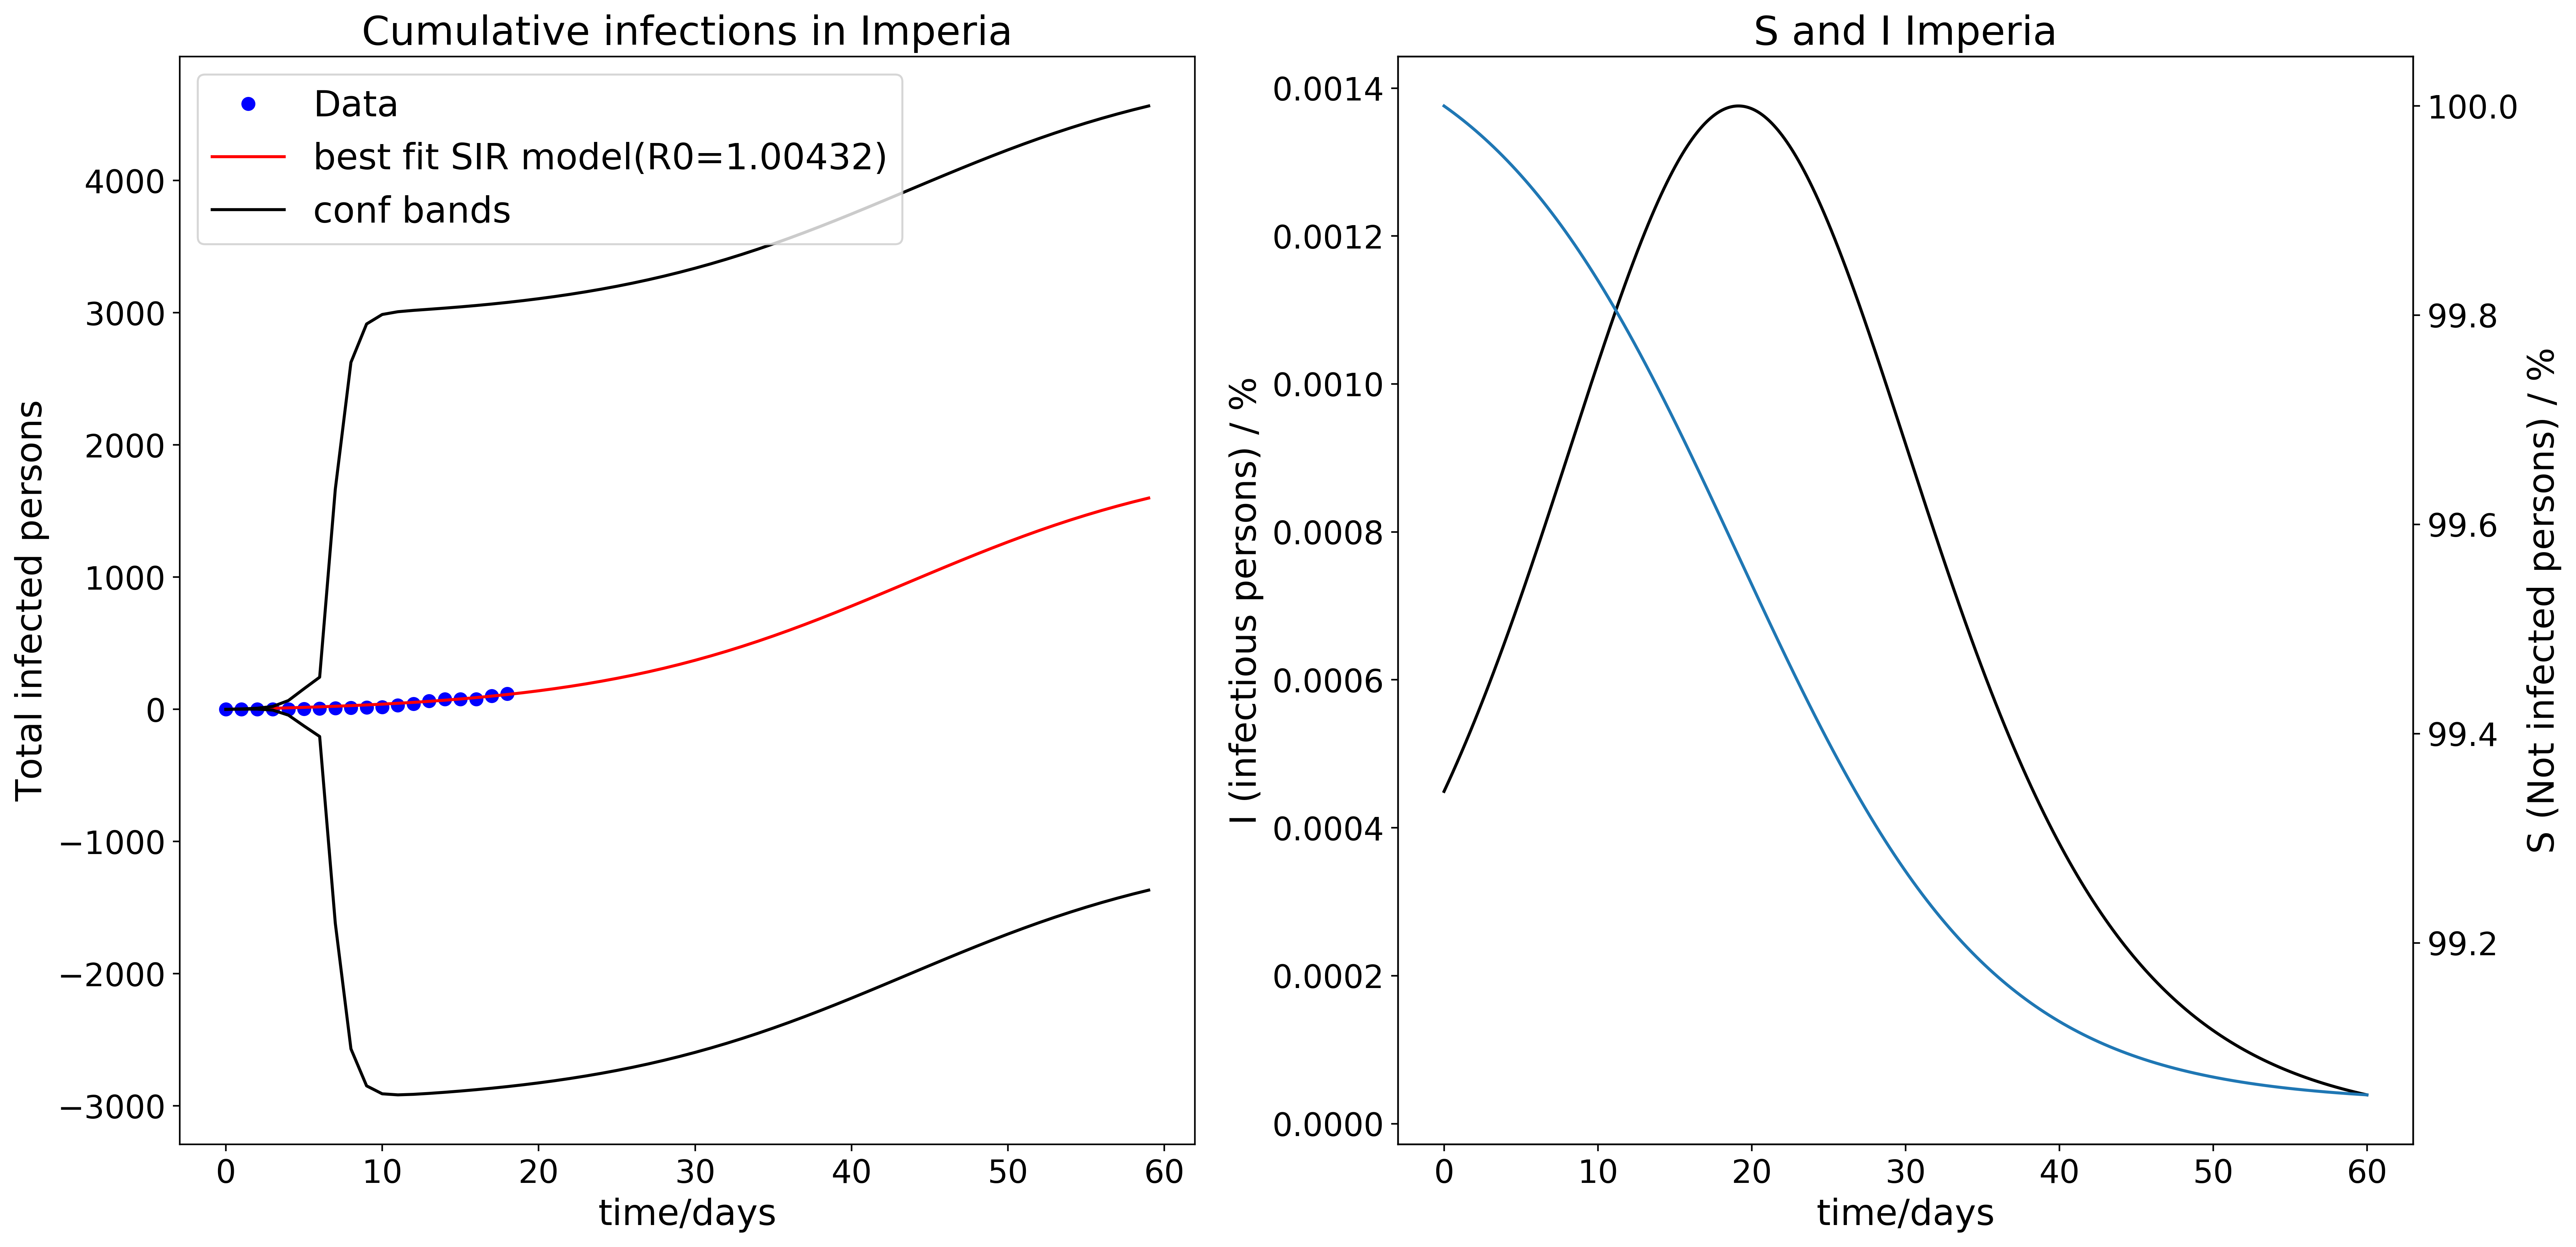 Cumulative infections in Imperia
Data
best fit SIR model(R0=1.00432)
conf bands
Total infected persons
4000
3000
2000
1000
0
−1000
−2000
−3000
0 10 20 30 40 50 60
time/days
S and I Imperia
I (infectious persons) / %
0.0014
0.0012
0.0010
0.0008
0.0006
0.0004
0.0002
0.0000
100.0
99.8
99.6
99.4
99.2
S (Not infected persons) / %
0 10 20 30 40 50 60
time/days